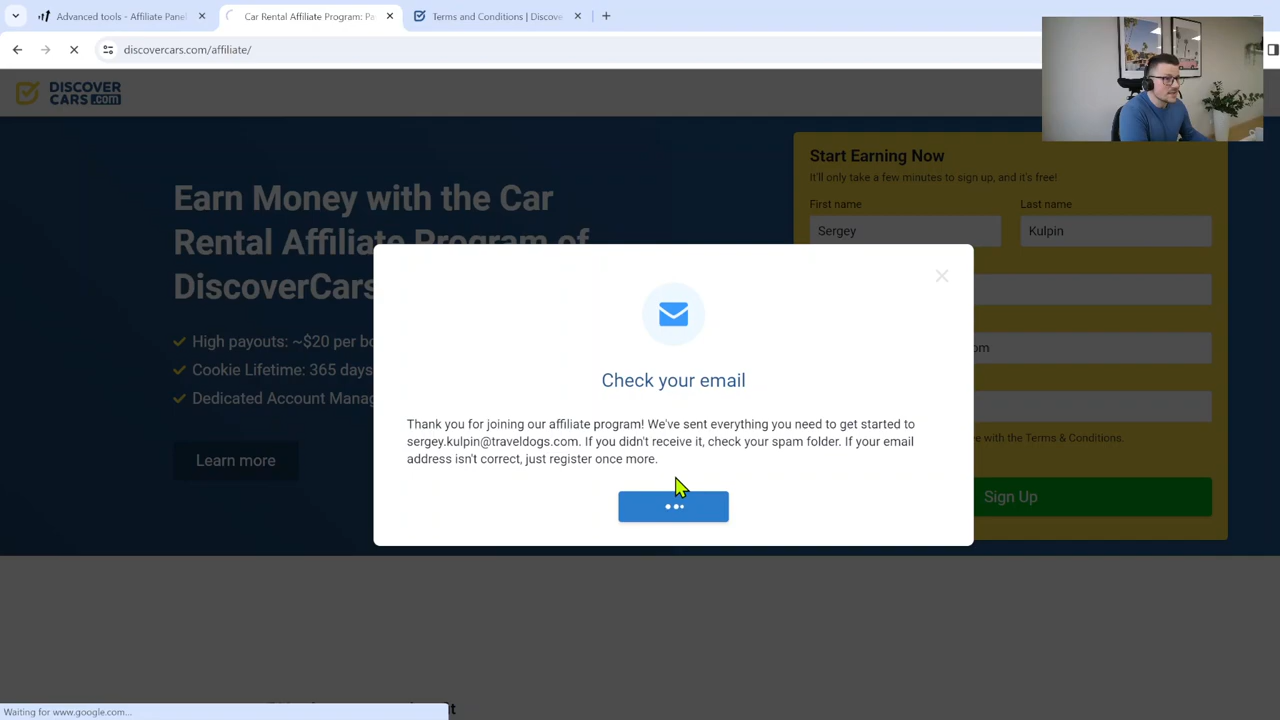 Advanced tools - Affiliate Panel
Car Rental Affiliate Program: Pa
Terms and Conditions | Discove
discovercars.com/affiliate/
DISCOVER
CARS.com
Earn Money with the Car
Rental Affiliate Program of
DiscoverCars
High payouts: ~$20 per bo
Cookie Lifetime: 365 days
Dedicated Account Manag
Learn more
Start Earning Now
It'll only take a few minutes to sign up, and it's free!
First name
Last name
Sergey
Kulpin
om
e with the Terms & Conditions.
Sign Up
Check your email
Thank you for joining our affiliate program! We've sent everything you need to get started to
sergey.kulpin@traveldogs.com. If you didn't receive it, check your spam folder. If your email
address isn't correct, just register once more.
Waiting for www.google.com...